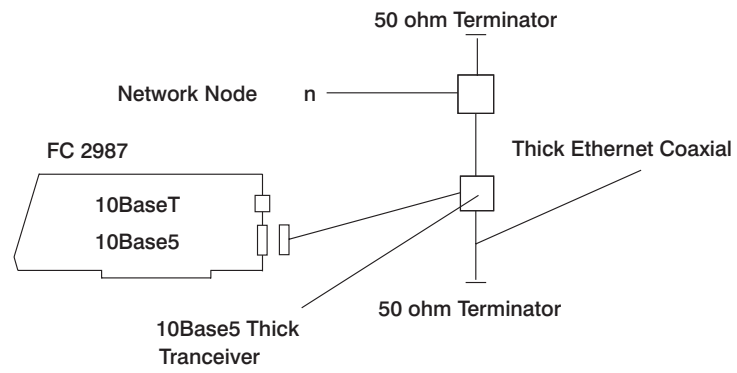 50 ohm Terminator
Network Node n
FC 2987
Thick Ethernet Coaxial
10BaseT
10Base5
50 ohm Terminator
10Base5 Thick
Tranceiver